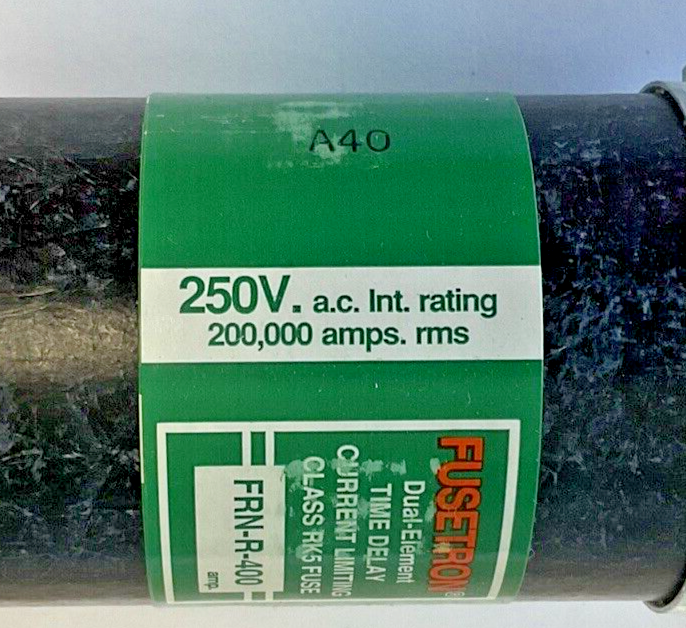 A40
250V. a.c. Int. rating
200,000 amps. rms
FUSETRON®
Dual-Element
TIME DELAY
CURRENT LIMITING
CLASS RK5 FUSE
FRN-R-400
amp.